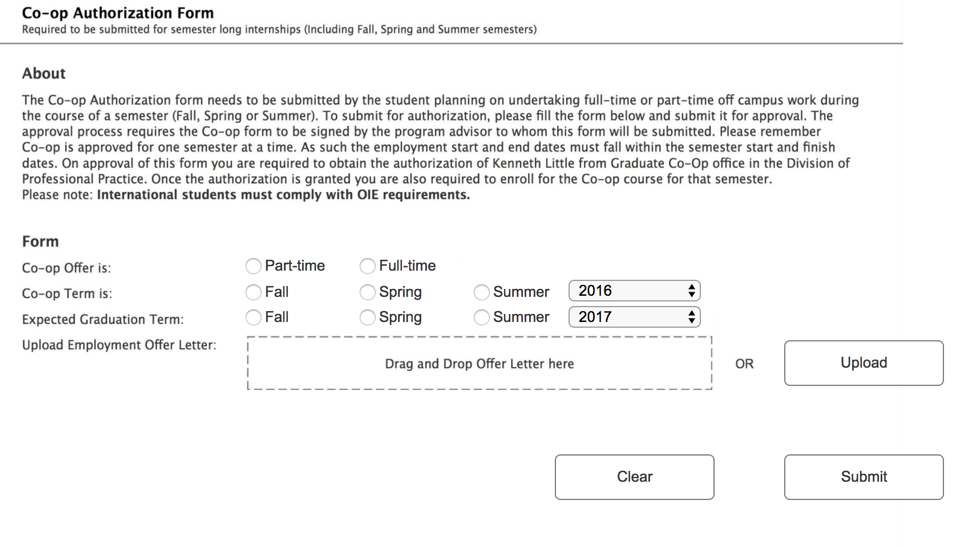 Co-op Authorization Form
Required to be submitted for semester long internships (Including Fall, Spring and Summer semesters)
About
The Co-op Authorization form needs to be submitted by the student planning on undertaking full-time or part-time off campus work during
the course of a semester (Fall, Spring or Summer). To submit for authorization, please fill the form below and submit it for approval. The
approval process requires the Co-op form to be signed by the program advisor to whom this form will be submitted. Please remember
Co-op is approved for one semester at a time. As such the employment start and end dates must fall within the semester start and finish
dates. On approval of this form you are required to obtain the authorization of Kenneth Little from Graduate Co-Op office in the Division of
Professional Practice. Once the authorization is granted you are also required to enroll for the Co-op course for that semester.
Please note: International students must comply with OIE requirements.
Form
Co-op Offer is: Part-time Full-time
Co-op Term is: Fall Spring Summer 2016
Expected Graduation Term: Fall Spring Summer 2017
Upload Employment Offer Letter:
Drag and Drop Offer Letter here OR Upload
Clear Submit